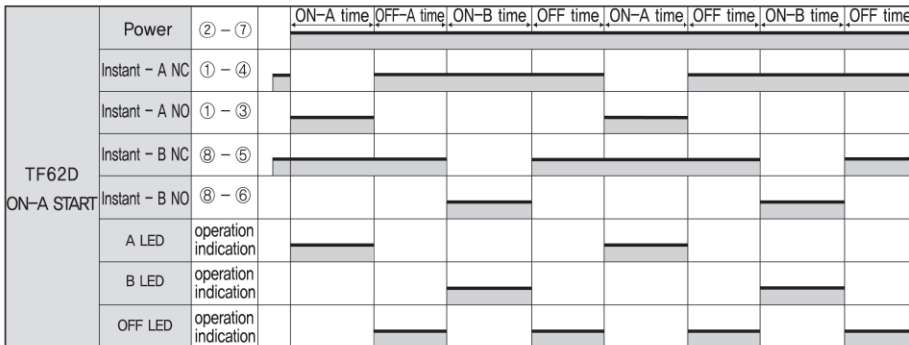 ON-A time OFF-A time ON-B time OFF time ON-A time OFF time ON-B time OFF time
Power ② - ⑦
Instant - A NC ① - ④
Instant - A NO ① - ③
Instant - B NC ⑧ - ⑤
TF62D
ON-A START
Instant - B NO ⑧ - ⑥
A LED operation indication
B LED operation indication
OFF LED operation indication